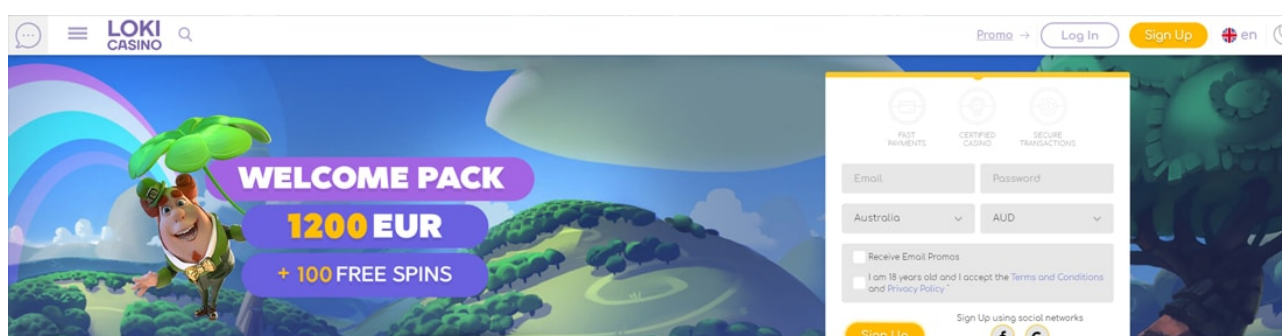 LOKI
CASINO
Promo → Log In Sign Up en
WELCOME PACK
1200 EUR
+ 100 FREE SPINS
FAST
PAYMENTS
CERTIFIED
CASINO
SECURE
TRANSACTIONS
Email Password
Australia AUD
Receive Email Promos
I am 18 years old and I accept the Terms and Conditions
and Privacy Policy *
Sign Up using social networks
Sign Up
f G